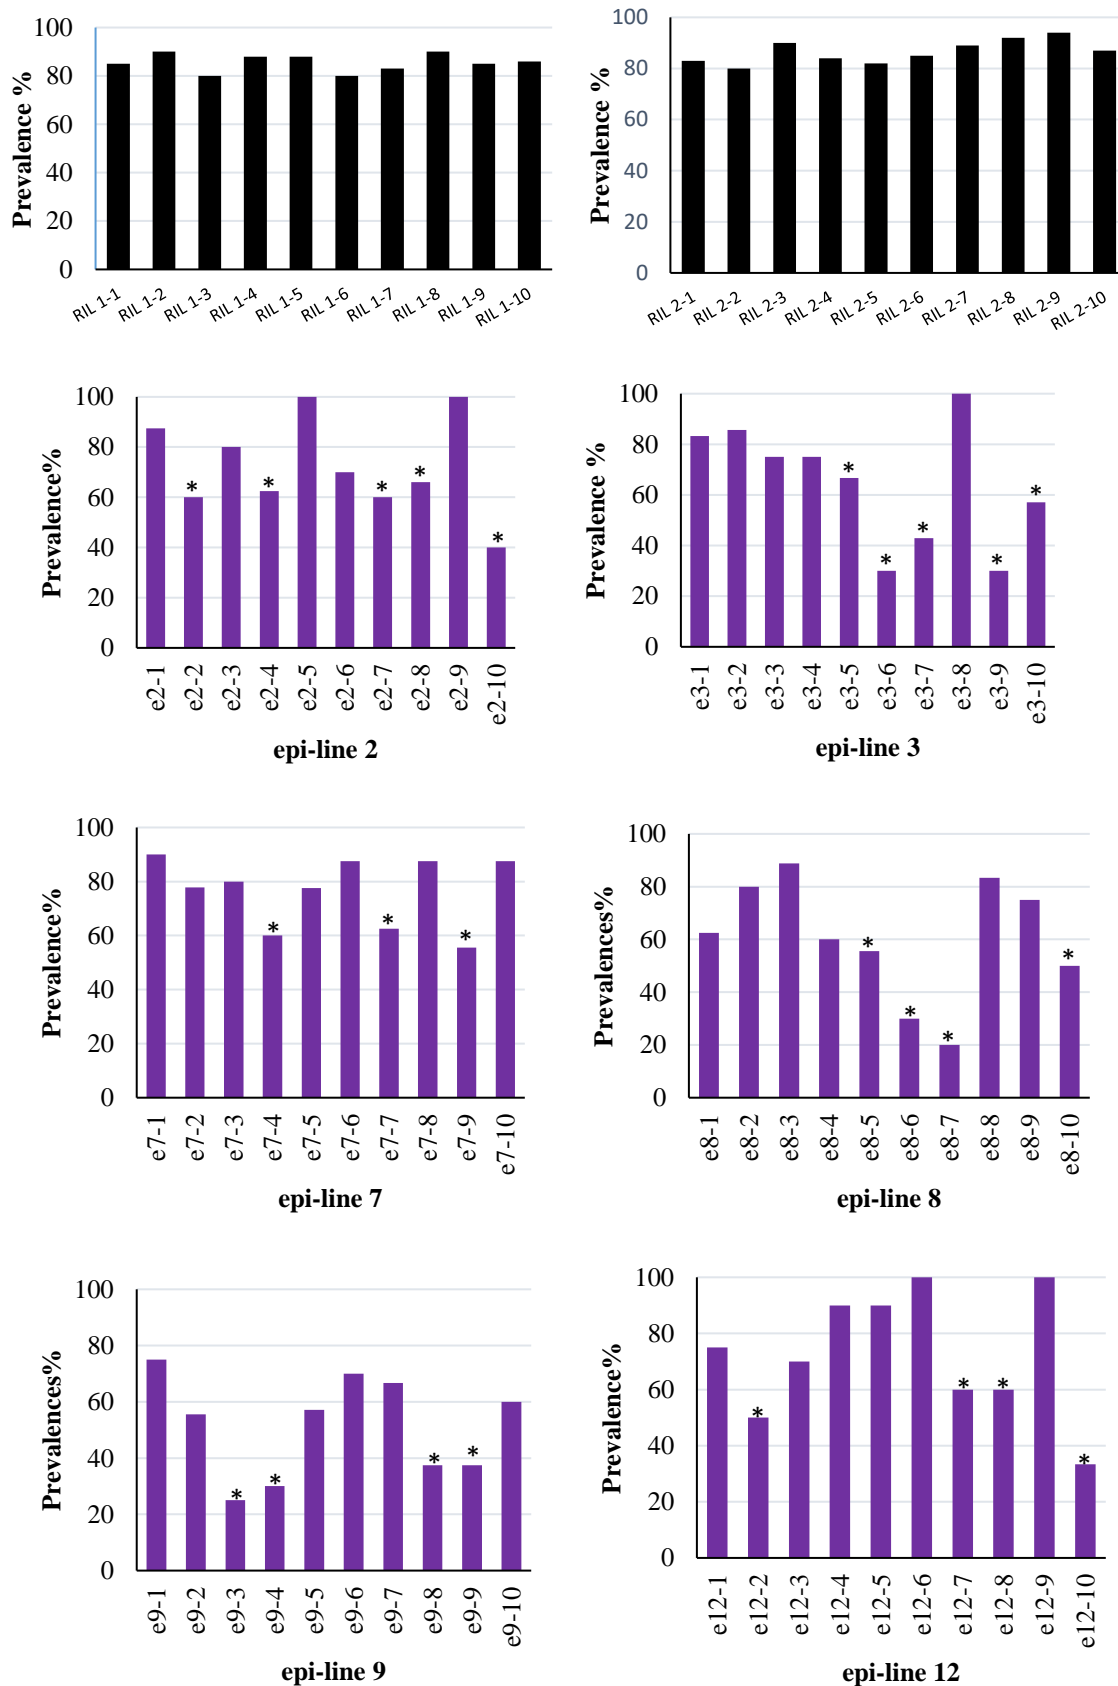 Prevalence %
100
80
60
40
20
0
RIL 1-1 RIL 1-2 RIL 1-3 RIL 1-4 RIL 1-5 RIL 1-6 RIL 1-7 RIL 1-8 RIL 1-9 RIL 1-10
Prevalence %
100
80
60
40
20
0
RIL 2-1 RIL 2-2 RIL 2-3 RIL 2-4 RIL 2-5 RIL 2-6 RIL 2-7 RIL 2-8 RIL 2-9 RIL 2-10
Prevalence%
100
80
60
40
20
0
* * * * *
e2-1 e2-2 e2-3 e2-4 e2-5 e2-6 e2-7 e2-8 e2-9 e2-10
epi-line 2
Prevalence %
100
80
60
40
20
0
* * * * *
e3-1 e3-2 e3-3 e3-4 e3-5 e3-6 e3-7 e3-8 e3-9 e3-10
epi-line 3
Prevalence%
100
80
60
40
20
0
* * *
e7-1 e7-2 e7-3 e7-4 e7-5 e7-6 e7-7 e7-8 e7-9 e7-10
epi-line 7
Prevalences%
100
80
60
40
20
0
* * * *
e8-1 e8-2 e8-3 e8-4 e8-5 e8-6 e8-7 e8-8 e8-9 e8-10
epi-line 8
Prevalences%
100
80
60
40
20
0
* * * *
e9-1 e9-2 e9-3 e9-4 e9-5 e9-6 e9-7 e9-8 e9-9 e9-10
epi-line 9
Prevalence%
100
80
60
40
20
0
* * * *
e12-1 e12-2 e12-3 e12-4 e12-5 e12-6 e12-7 e12-8 e12-9 e12-10
epi-line 12